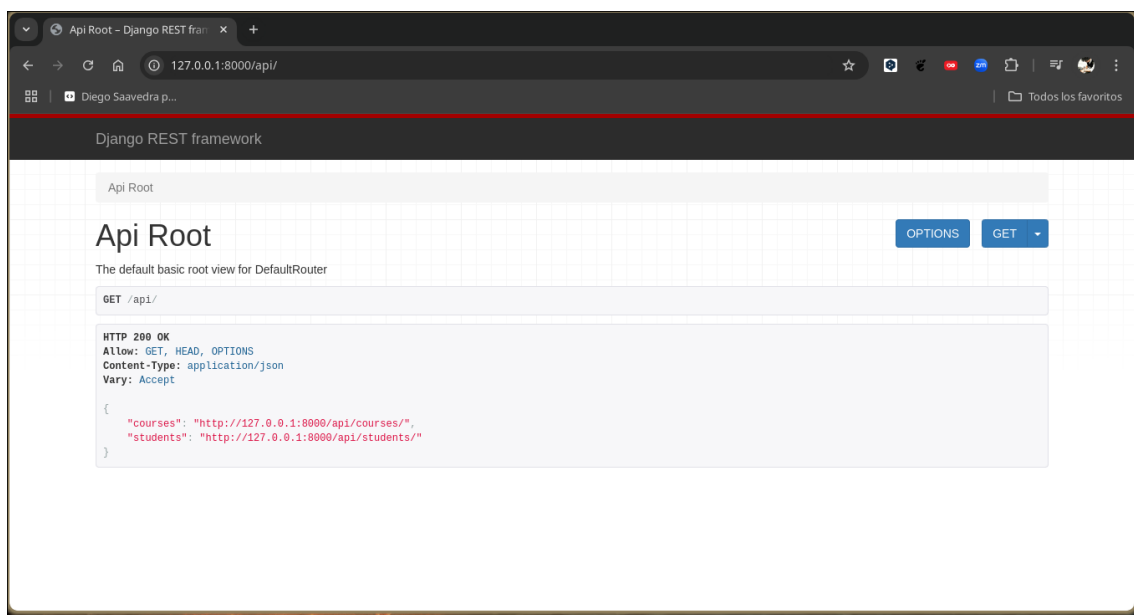 Api Root – Django REST fran
127.0.0.1:8000/api/
zm
Diego Saavedra p...
Todos los favoritos
Django REST framework
Api Root
Api Root
OPTIONS
GET
The default basic root view for DefaultRouter
GET /api/
HTTP 200 OK
Allow: GET, HEAD, OPTIONS
Content-Type: application/json
Vary: Accept
{
"courses": "http://127.0.0.1:8000/api/courses/",
"students": "http://127.0.0.1:8000/api/students/"
}